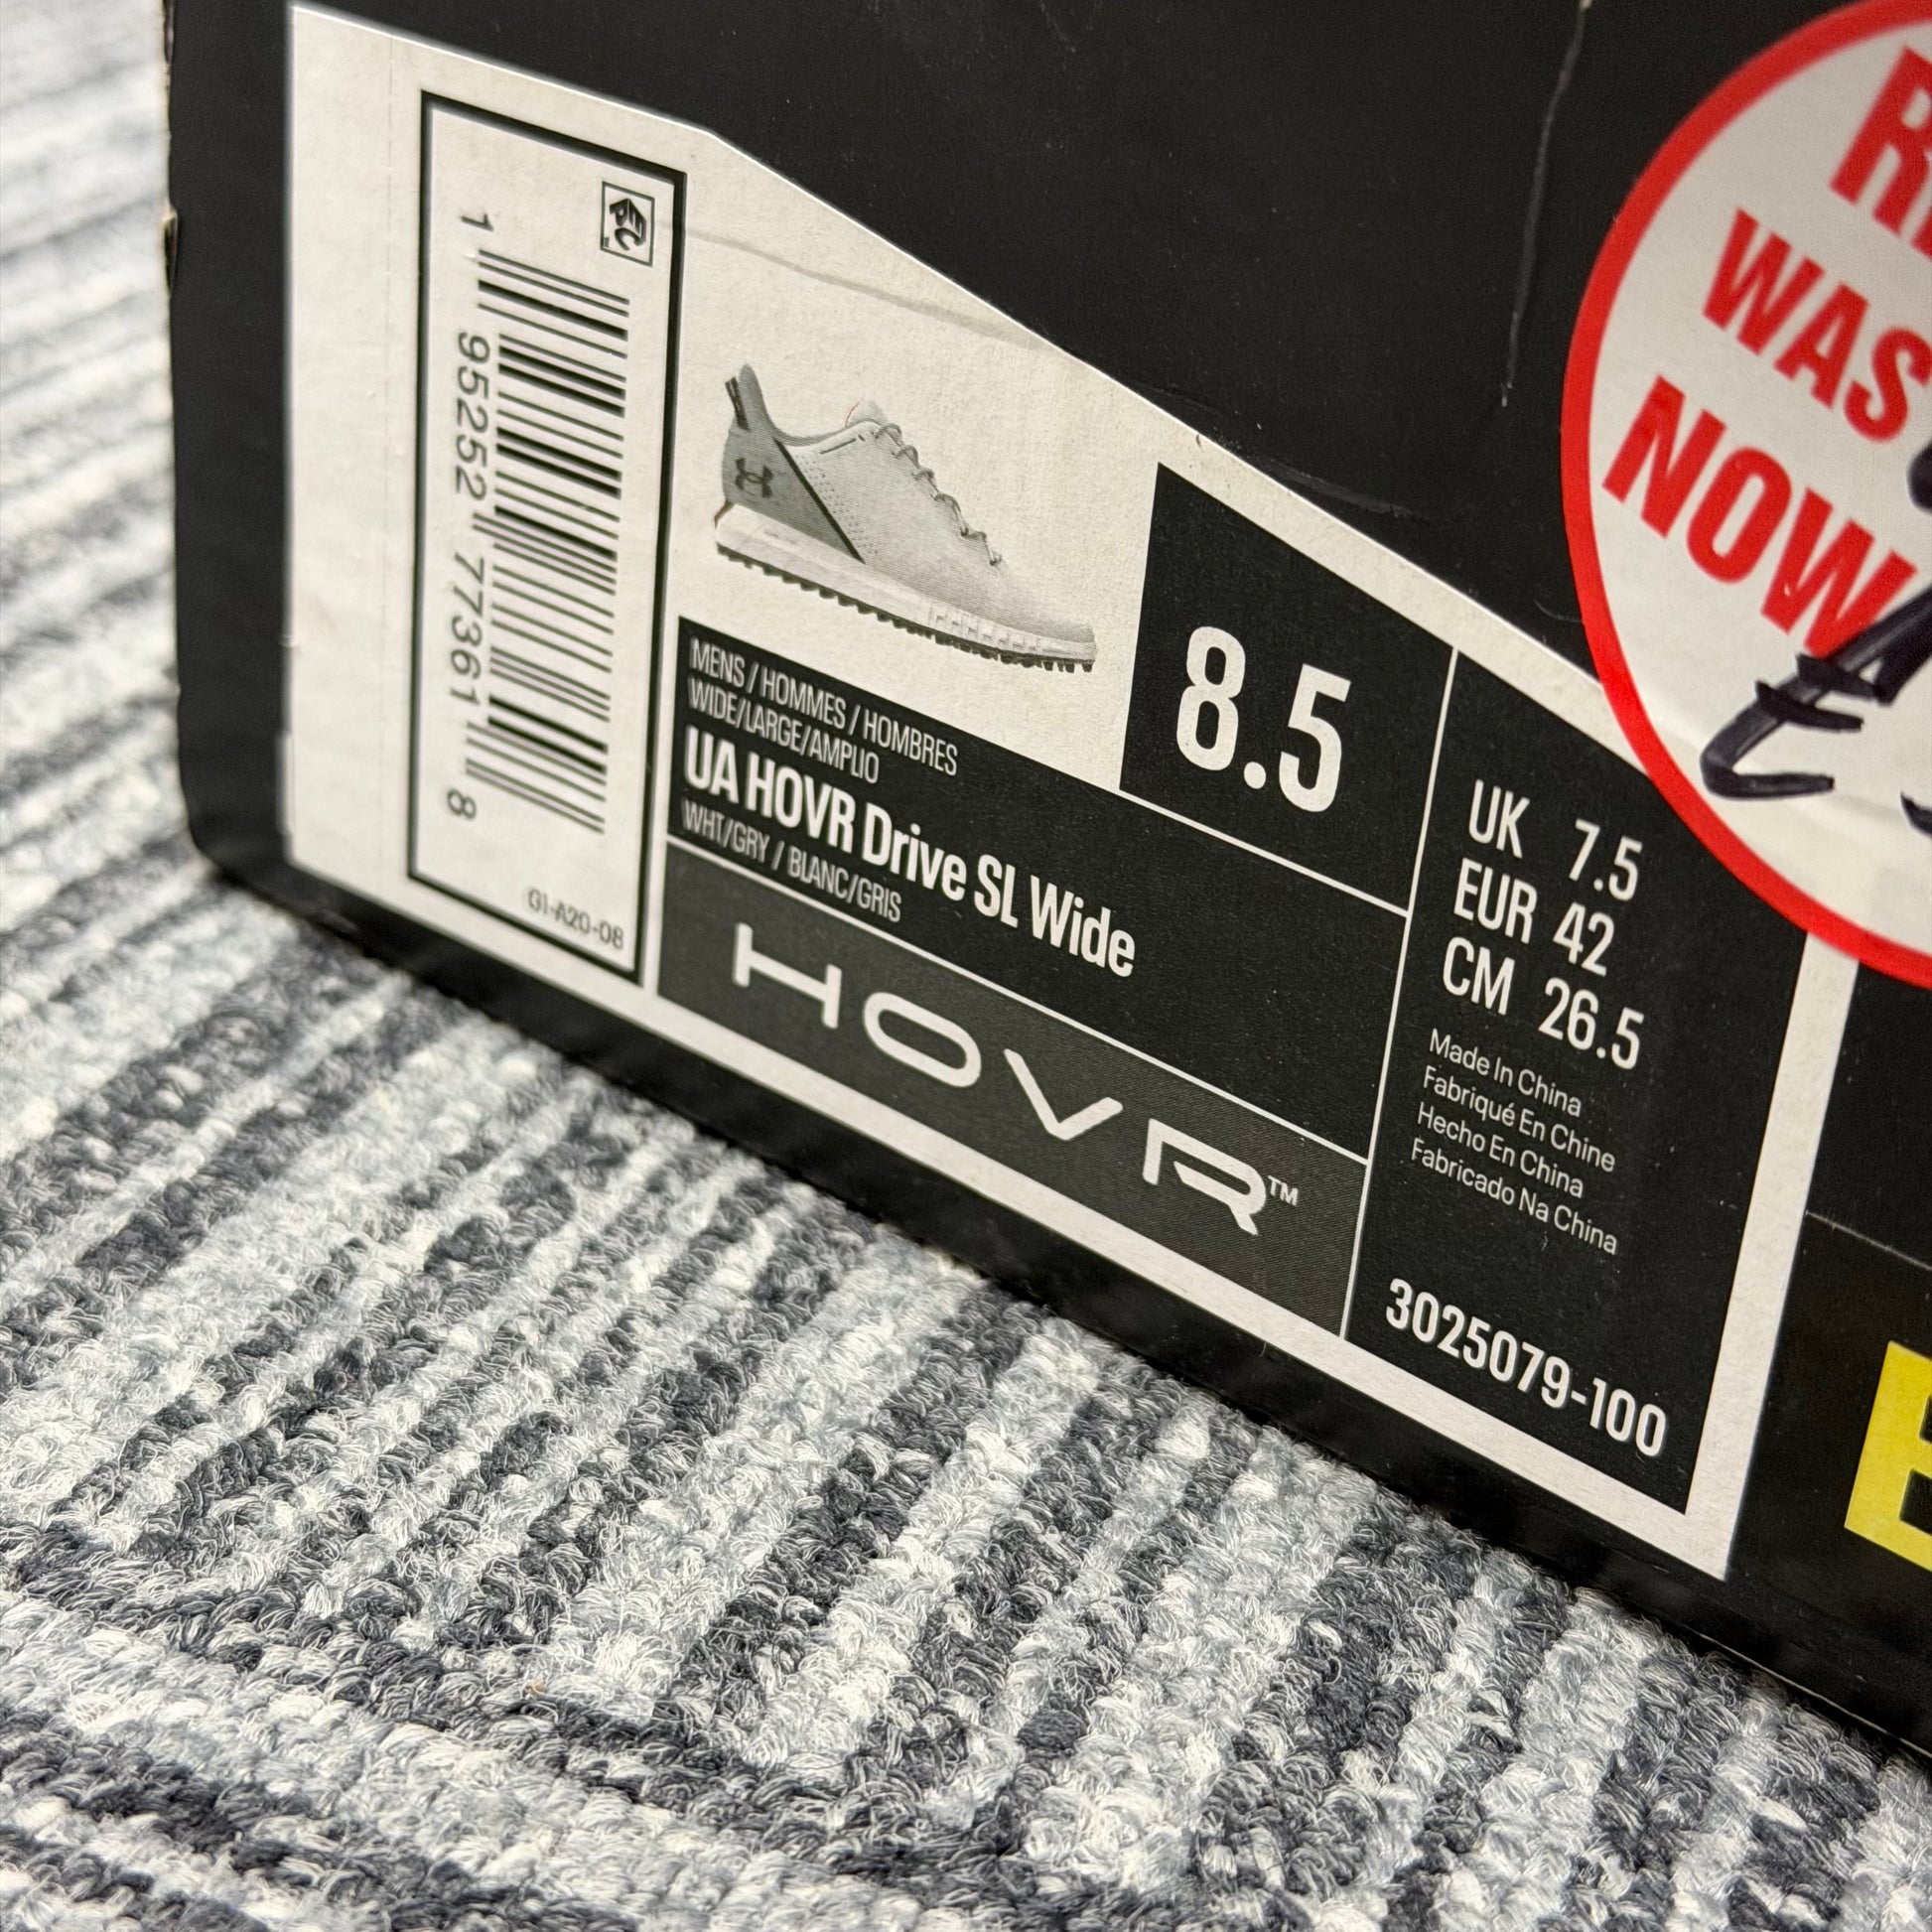 1 95252 77361 8
01-A20-08
MENS / HOMMES / HOMBRES
WIDE/LARGE/AMPLIO
UA HOVR Drive SL Wide
WHT/GRY / BLANC/GRIS
HOVR™
8.5
UK 7.5
EUR 42
CM 26.5
Made In China
Fabriqué En Chine
Hecho En China
Fabricado Na China
3025079-100
WAS
NOW
£